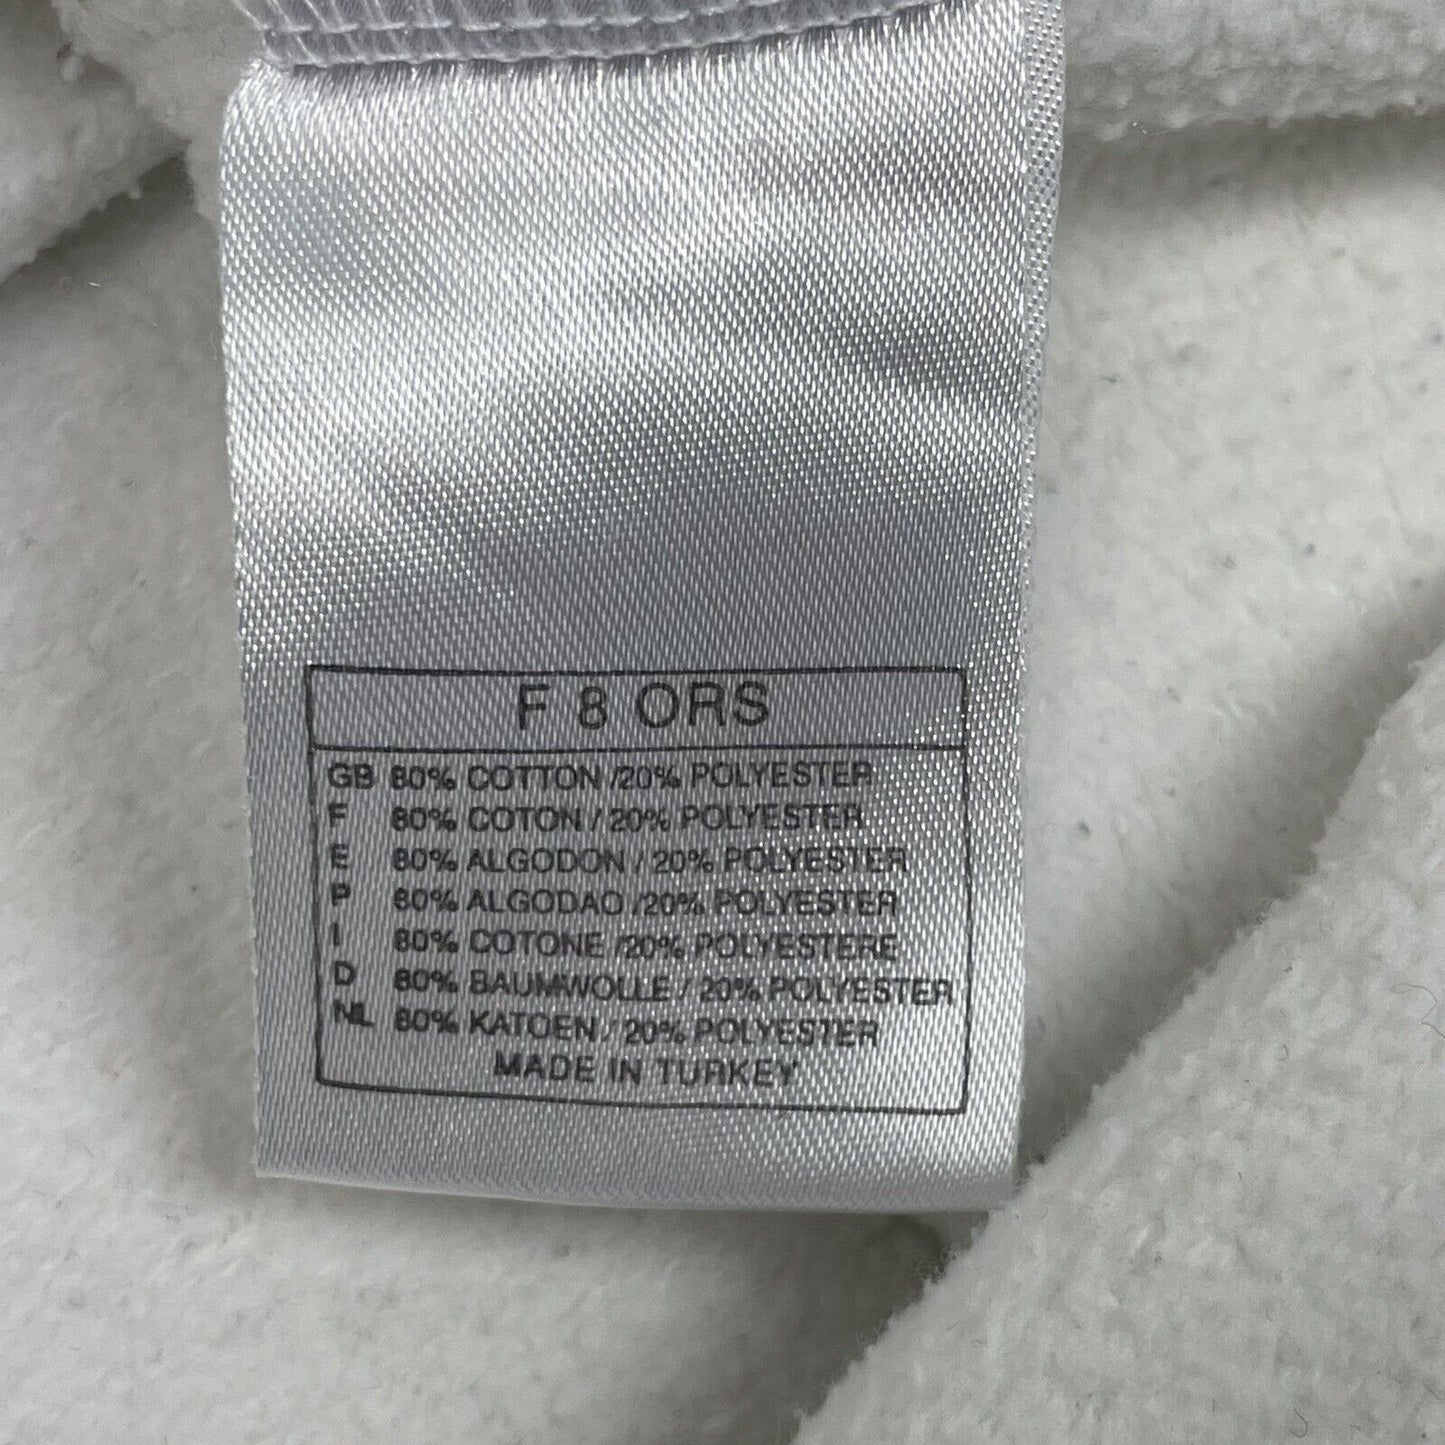 F 8 ORS
GB 80% COTTON /20% POLYESTER
F 80% COTON / 20% POLYESTER
E 80% ALGODON / 20% POLYESTER
P 80% ALGODAO /20% POLYESTER
I 80% COTONE /20% POLYESTERE
D 80% BAUMWOLLE / 20% POLYESTER
NL 80% KATOEN / 20% POLYESTER
MADE IN TURKEY